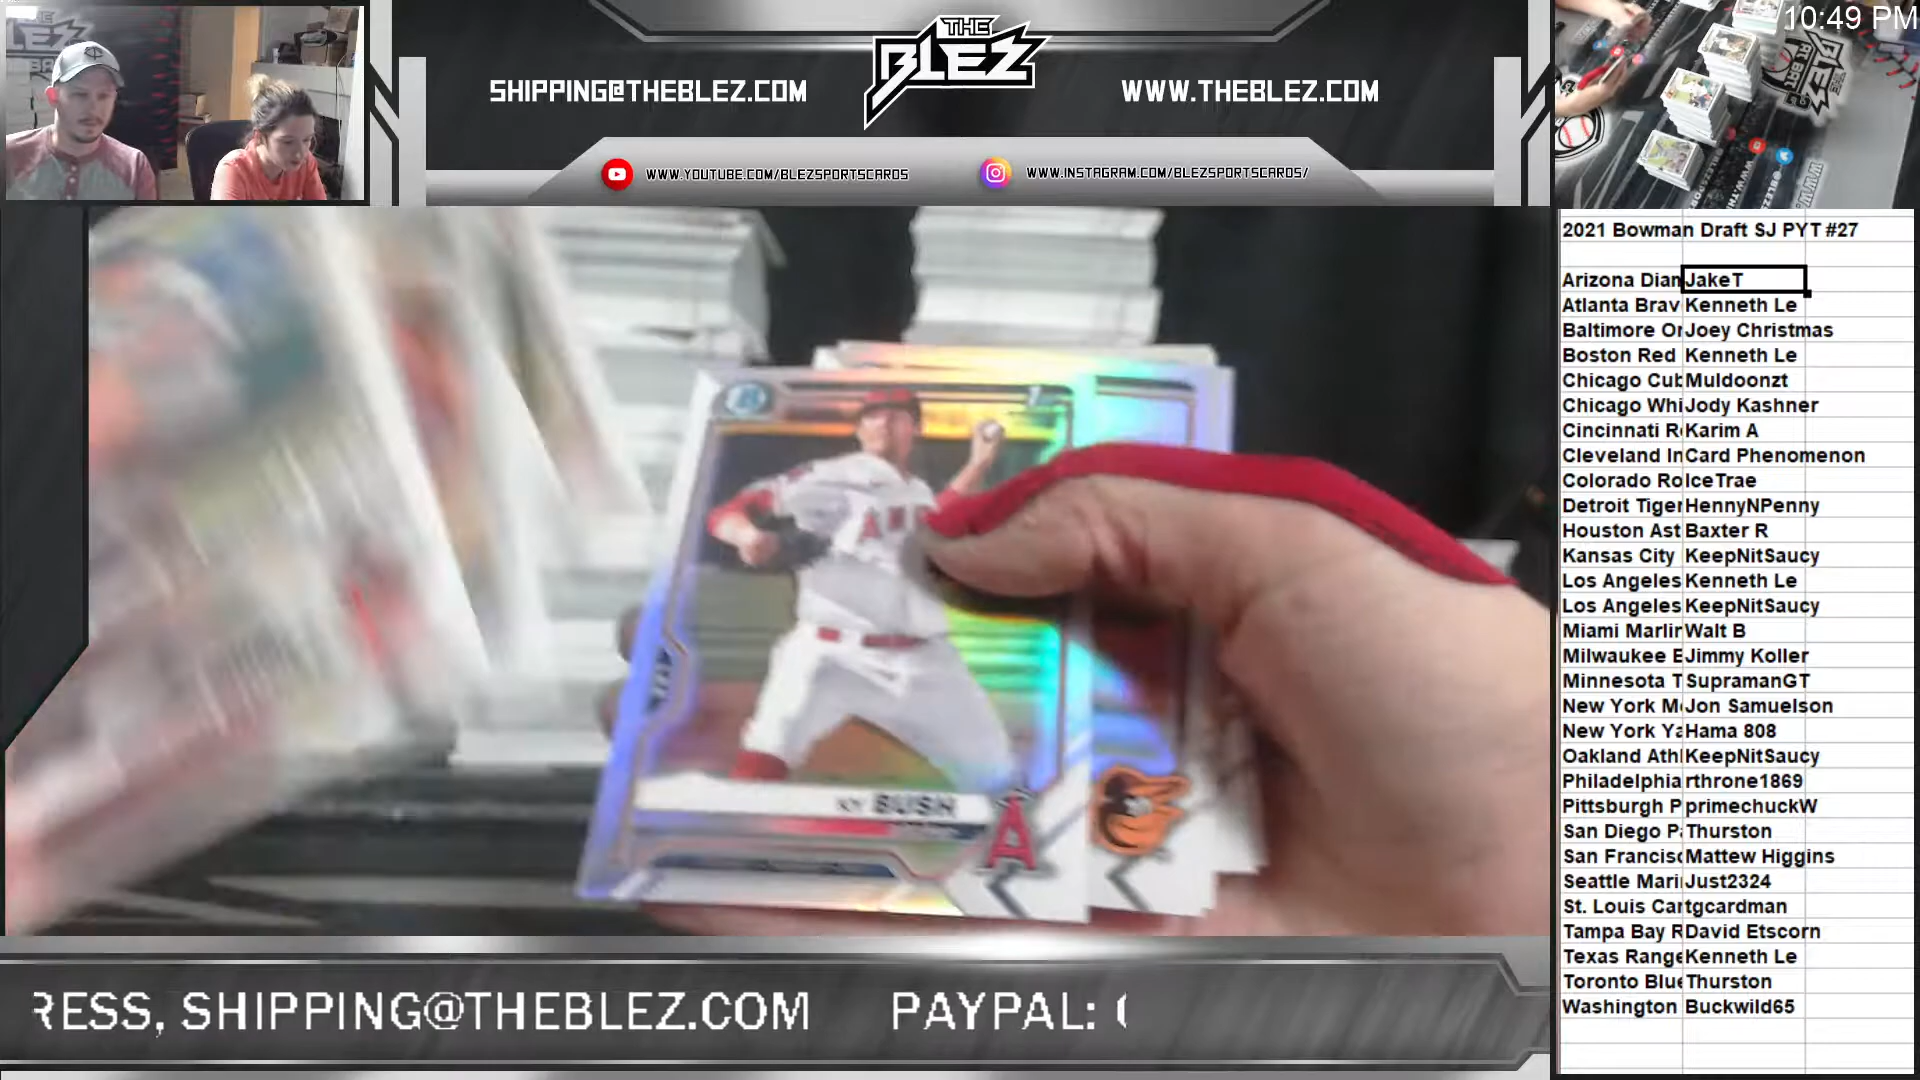 10:49 PM
THE
BLEZ
SHIPPING@THEBLEZ.COM
WWW.THEBLEZ.COM
WWW.YOUTUBE.COM/BLEZSPORTSCARDS
WWW.INSTAGRAM.COM/BLEZSPORTSCARDS/
2021 Bowman Draft SJ PYT #27
Arizona Dian JakeT
Atlanta Brav Kenneth Le
Baltimore Or Joey Christmas
Boston Red Kenneth Le
Chicago Cub Muldoonzt
Chicago Whi Jody Kashner
Cincinnati R Karim A
Cleveland In Card Phenomenon
Colorado Ro IceTrae
Detroit Tiger HennyNPenny
Houston Ast Baxter R
Kansas City KeepNitSaucy
Los Angeles Kenneth Le
Los Angeles KeepNitSaucy
Miami Marlin Walt B
Milwaukee B Jimmy Koller
Minnesota T SupramanGT
New York M Jon Samuelson
New York Ya Hama 808
Oakland Ath KeepNitSaucy
Philadelphia rthrone1869
Pittsburgh P primechuckW
San Diego P Thurston
San Francisc Mattew Higgins
Seattle Mari Just2324
St. Louis Car tgcardman
Tampa Bay R David Etscorn
Texas Range Kenneth Le
Toronto Blue Thurston
Washington Buckwild65
KY BUSH
A
RESS, SHIPPING@THEBLEZ.COM PAYPAL: